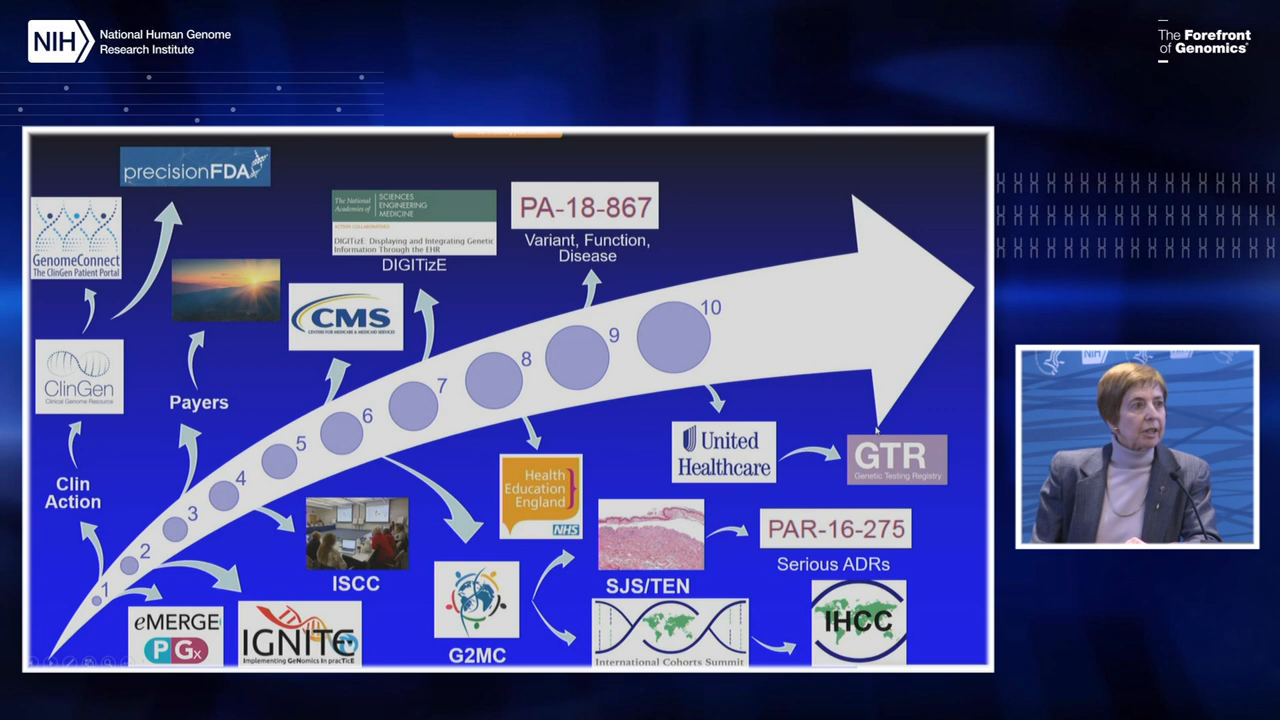 NIH
National Human Genome
Research Institute
The Forefront
of Genomics®
precisionFDA
GenomeConnect
The ClinGen Patient Portal
The National
Academies of
SCIENCES
ENGINEERING
MEDICINE
ACTION COLLABORATIVES
DIGITizE: Displaying and Integrating Genetic
Information Through the EHR
DIGITizE
PA-18-867
Variant, Function,
Disease
CMS
CENTERS FOR MEDICARE & MEDICAID SERVICES
ClinGen
Clinical Genome Resource
Payers
Clin
Action
1
2
3
4
5
6
7
8
9
10
United
Healthcare
GTR
Genetic Testing Registry
Health
Education
England
NHS
ISCC
eMERGE
PGx
IGNITE
Implementing GeNomics In pracTicE
G2MC
SJS/TEN
PAR-16-275
Serious ADRs
International Cohorts Summit
IHCC
NIH